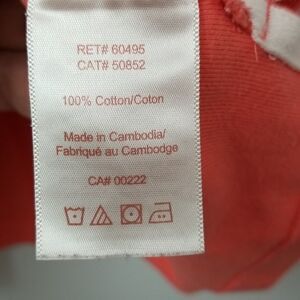 RET# 60495
CAT# 50852
100% Cotton/Coton
Made in Cambodia/
Fabriqué au Cambodge
CA# 00222